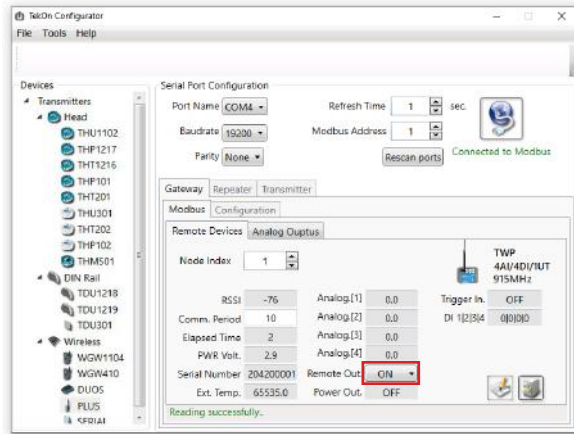 TekOn Configurator
File Tools Help
Devices
Transmitters
Head
THU1102
THP1217
THT1216
THP101
THT201
THU301
THT202
THP102
THM501
DIN Rail
TDU1218
TDU1219
TDU301
Wireless
WGW1104
WGW410
DUOS
PLUS
SERIAL
Serial Port Configuration
Port Name COM4 Refresh Time 1 sec.
Baudrate 19200 Modbus Address 1
Parity None Rescan ports Connected to Modbus
Gateway Repeater Transmitter
Modbus Configuration
Remote Devices Analog Ouptus
Node Index 1 TWP
4AI/4DI/1UT
915MHz
RSSI -76 Analog.[1] 0.0 Trigger In. OFF
Comm. Period 10 Analog.[2] 0.0 DI 1|2|3|4 0|0|0|0
Elapsed Time 2 Analog.[3] 0.0
PWR Volt. 2.9 Analog.[4] 0.0
Serial Number 204200001 Remote Out. ON
Ext. Temp. 65535.0 Power Out. OFF
Reading successfully..